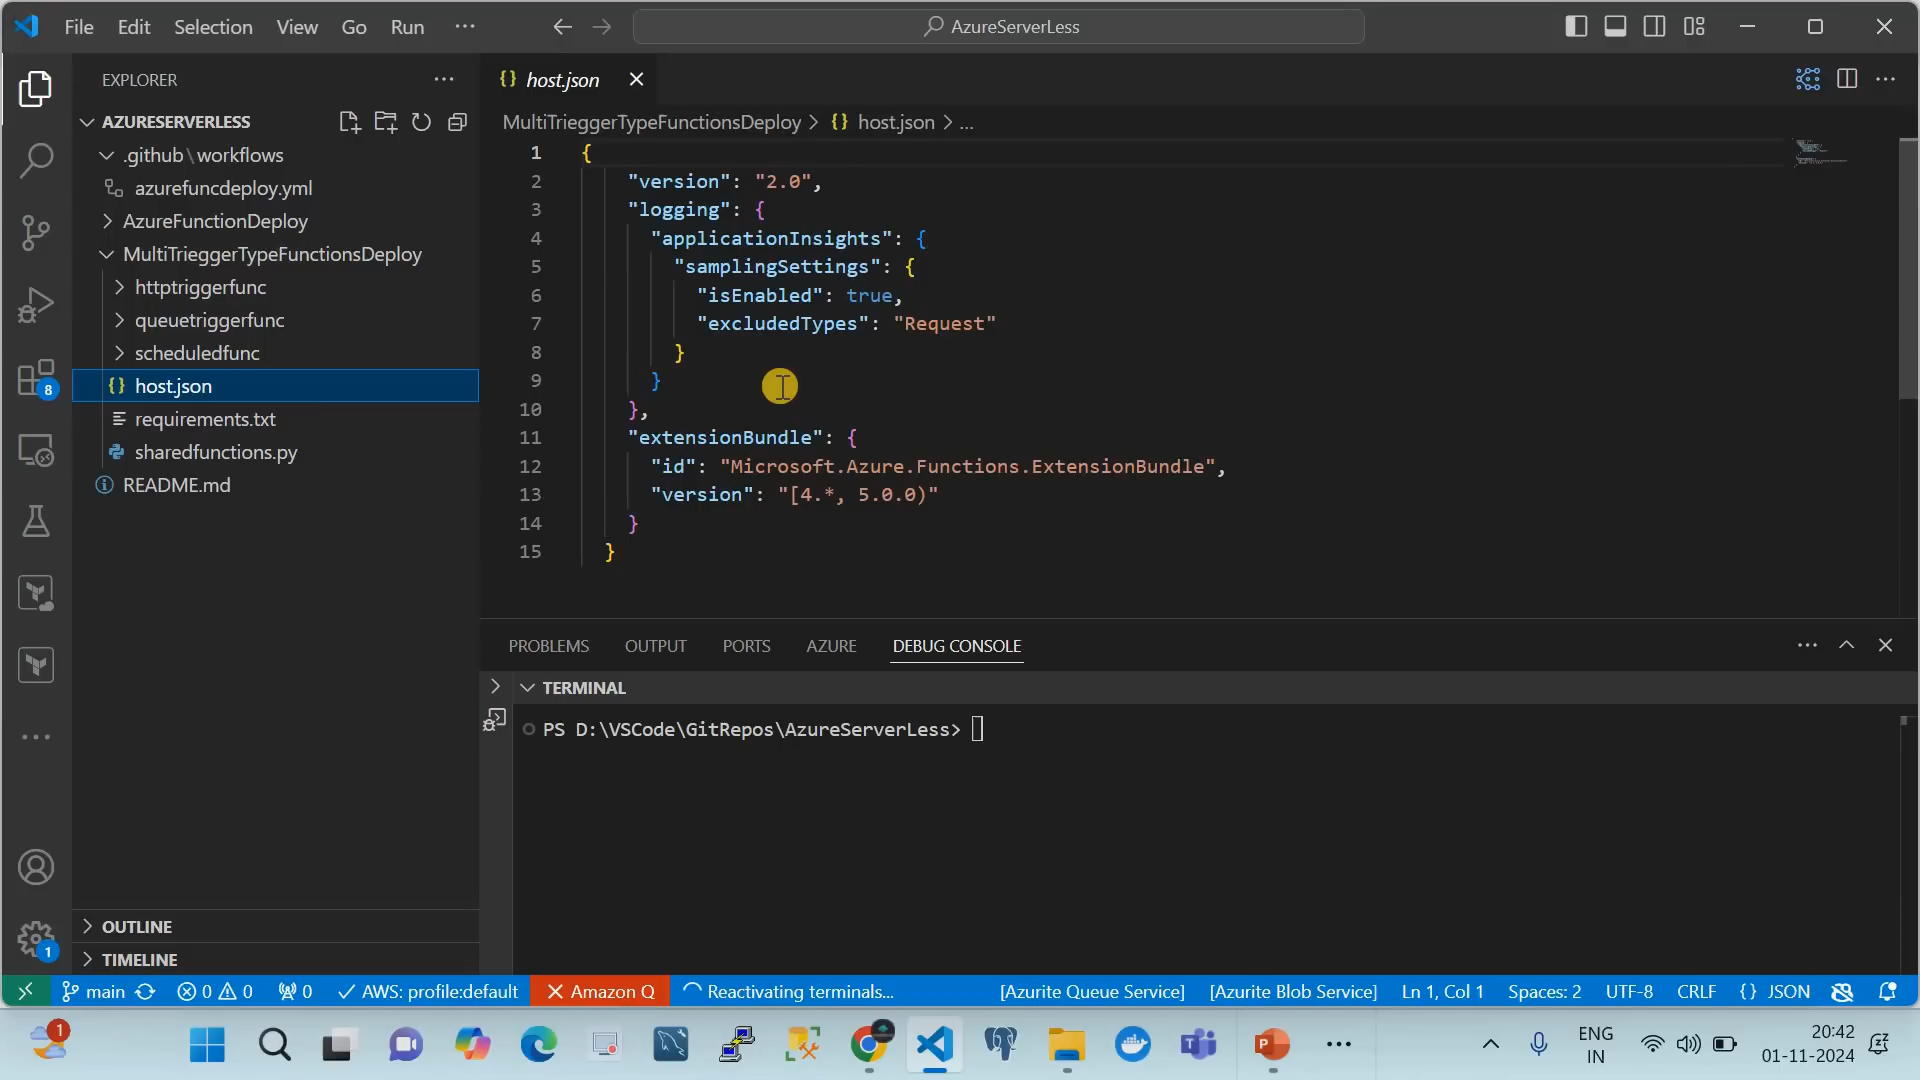 File Edit Selection View Go Run ··· AzureServerLess
EXPLORER ···
AZURESERVERLESS
.github\workflows
azurefuncdeploy.yml
AzureFunctionDeploy
MultiTrieggerTypeFunctionsDeploy
httptriggerfunc
queuetriggerfunc
scheduledfunc
{} host.json
requirements.txt
sharedfunctions.py
README.md
OUTLINE
TIMELINE
8
1
{} host.json
MultiTrieggerTypeFunctionsDeploy > {} host.json > ...
1 {
2 "version": "2.0",
3 "logging": {
4 "applicationInsights": {
5 "samplingSettings": {
6 "isEnabled": true,
7 "excludedTypes": "Request"
8 }
9 }
10 },
11 "extensionBundle": {
12 "id": "Microsoft.Azure.Functions.ExtensionBundle",
13 "version": "[4.*, 5.0.0)"
14 }
15 }
PROBLEMS OUTPUT PORTS AZURE DEBUG CONSOLE
TERMINAL
PS D:\VSCode\GitRepos\AzureServerLess>
main 0 0 0 AWS: profile:default Amazon Q Reactivating terminals... [Azurite Queue Service] [Azurite Blob Service] Ln 1, Col 1 Spaces: 2 UTF-8 CRLF {} JSON
1
ENG
IN
20:42
01-11-2024